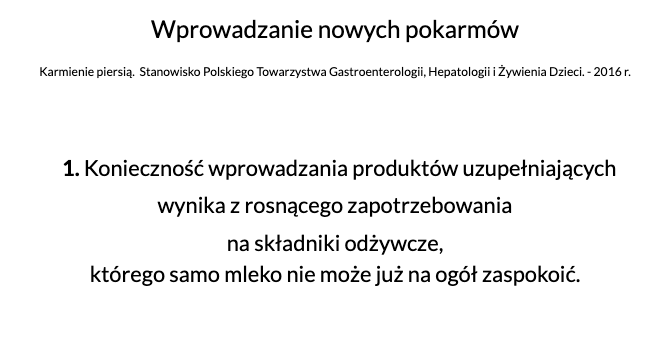 Wprowadzanie nowych pokarmów
Karmienie piersią. Stanowisko Polskiego Towarzystwa Gastroenterologii, Hepatologii i Żywienia Dzieci. - 2016 r.
1. Konieczność wprowadzania produktów uzupełniających
wynika z rosnącego zapotrzebowania
na składniki odżywcze,
którego samo mleko nie może już na ogół zaspokoić.